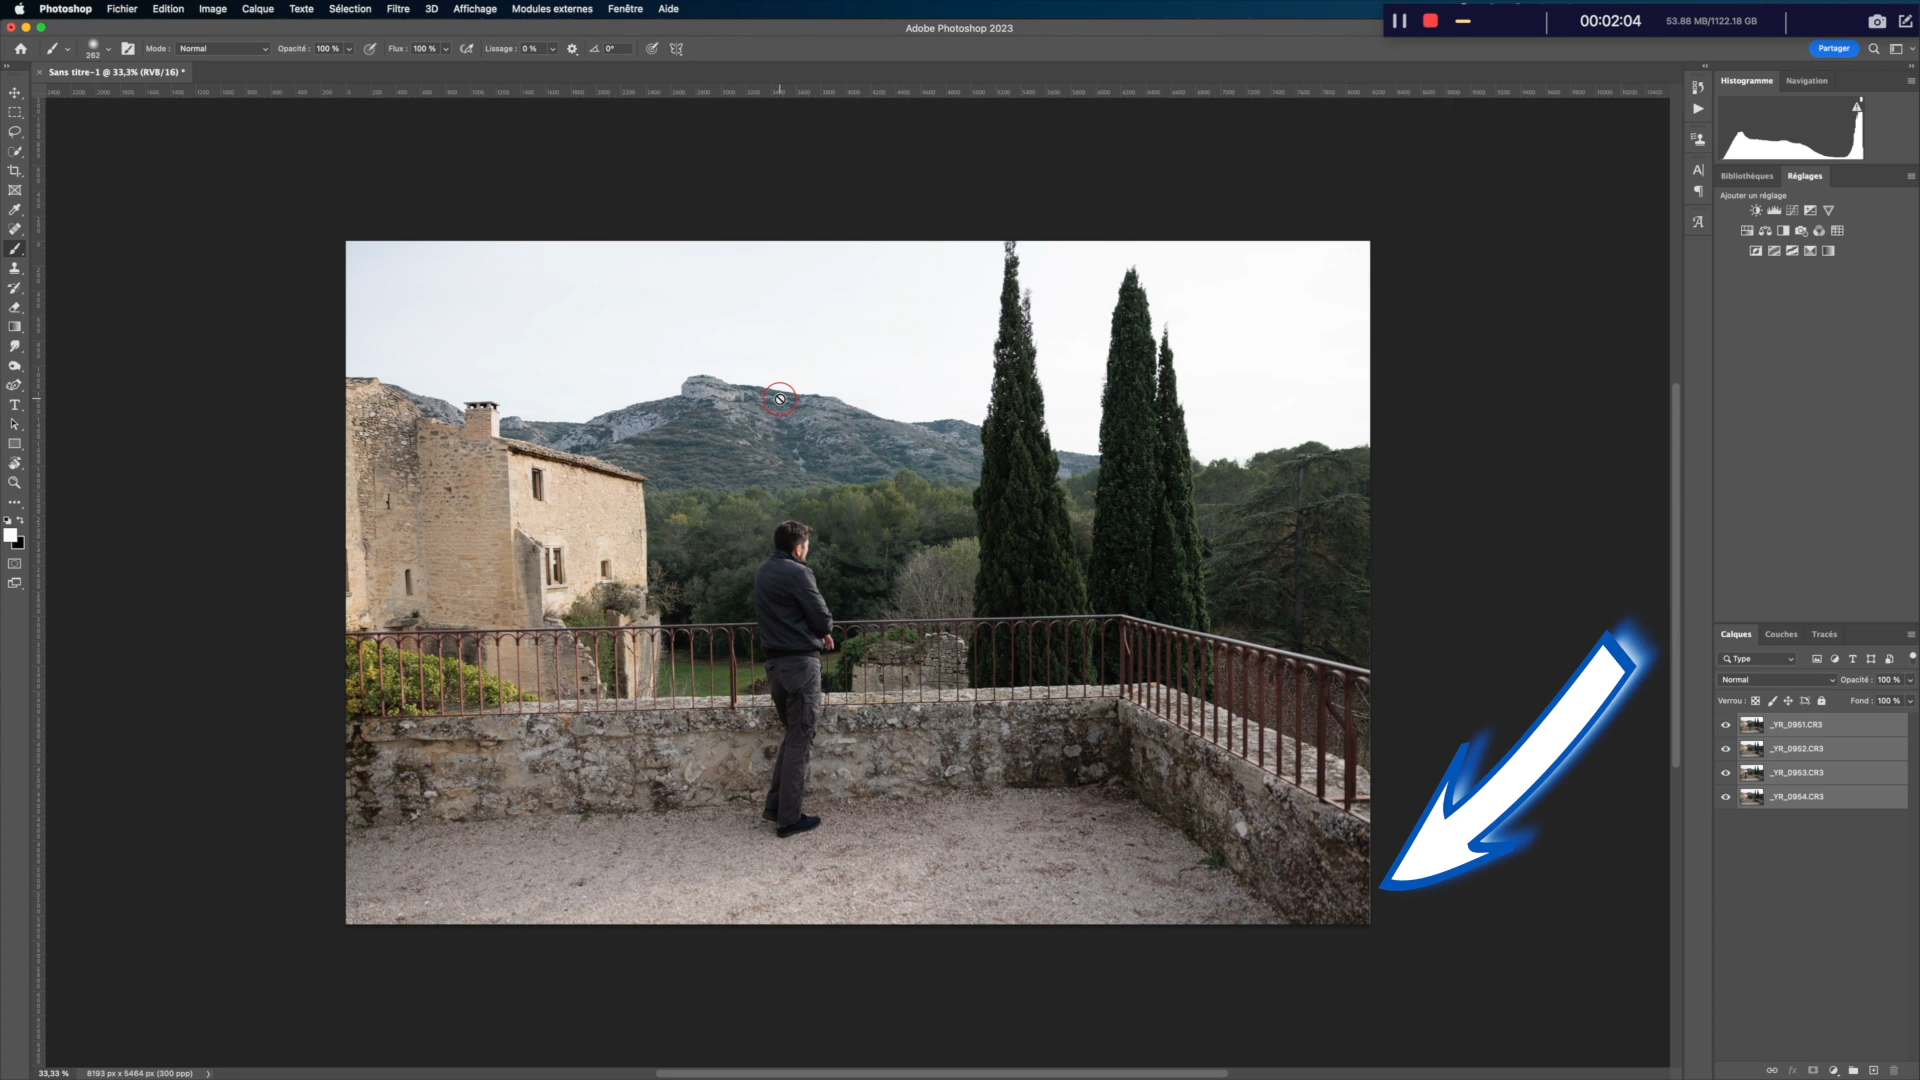 Photoshop Fichier Edition Image Calque Texte Sélection Filtre 3D Affichage Modules externes Fenêtre Aide
Adobe Photoshop 2023
00:02:04 53.88 MB/1122.18 GB
262 Mode : Normal Opacité : 100 % Flux : 100 % Lissage : 0 % 0°
Partager
Sans titre-1 @ 33,3% (RVB/16) *
Histogramme Navigation
Bibliothèques Réglages
Ajouter un réglage
Calques Couches Tracés
Type
Normal Opacité : 100 %
Verrou : Fond : 100 %
_YR_0951.CR3
_YR_0952.CR3
_YR_0953.CR3
_YR_0954.CR3
33,33 % 8193 px x 5464 px (300 ppp)